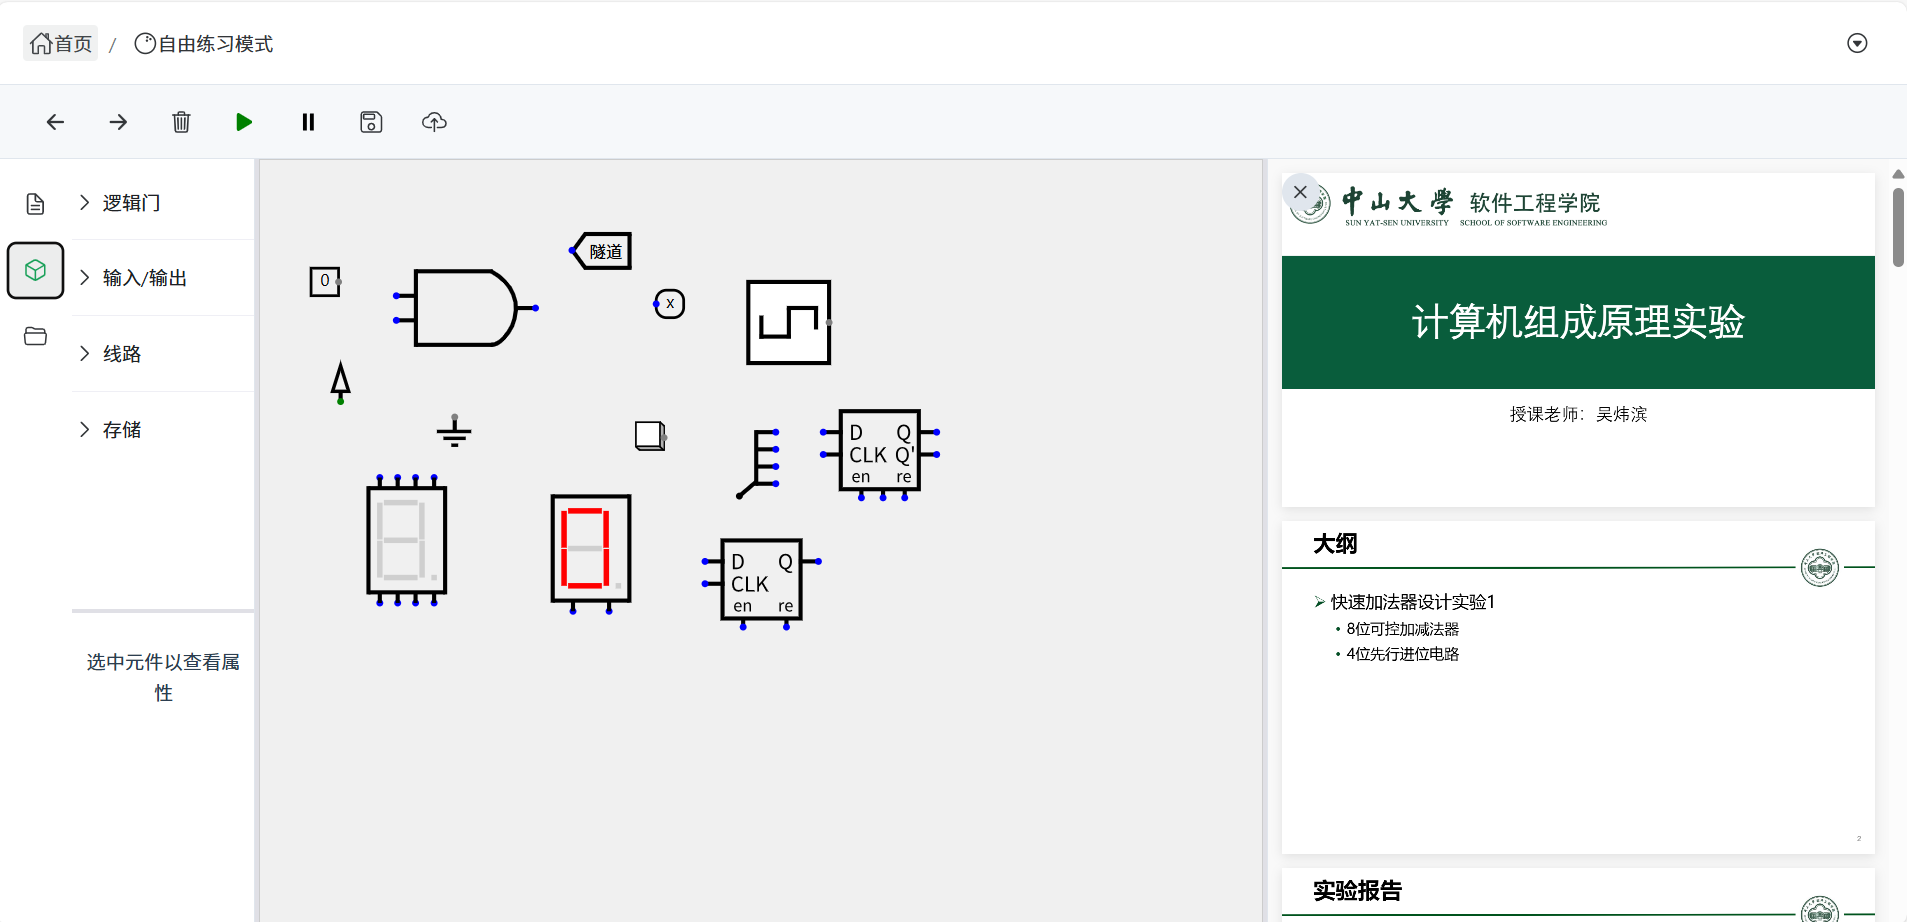 首页 / 自由练习模式
逻辑门
输入/输出
线路
存储
选中元件以查看属
性
隧道
0
x
D Q
CLK Q'
en re
D Q
CLK
en re
中山大学 软件工程学院
SUN YAT-SEN UNIVERSITY SCHOOL OF SOFTWARE ENGINEERING
计算机组成原理实验
授课老师：吴炜滨
大纲
➢ 快速加法器设计实验1
• 8位可控加减法器
• 4位先行进位电路
2
实验报告